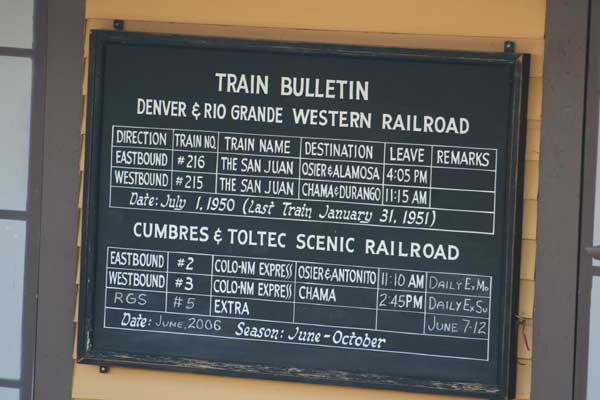 TRAIN BULLETIN
DENVER & RIO GRANDE WESTERN RAILROAD
DIRECTION TRAIN NO. TRAIN NAME DESTINATION LEAVE REMARKS
EASTBOUND #216 THE SAN JUAN OSIER & ALAMOSA 4:05 PM
WESTBOUND #215 THE SAN JUAN CHAMA & DURANGO 11:15 AM
Date: July 1, 1950 (Last Train January 31, 1951)
CUMBRES & TOLTEC SCENIC RAILROAD
EASTBOUND #2 COLO-NM EXPRESS OSIER & ANTONITO 11:10 AM DAILY EX MO
WESTBOUND #3 COLO-NM EXPRESS CHAMA 2:45 PM DAILY EX SU
RGS #5 EXTRA JUNE 7-12
Date: JUNE, 2006 Season: June - October